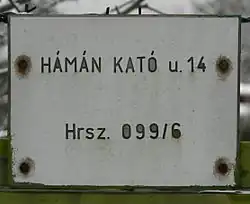 HÁMÁN KATÓ u. 14
Hrsz. 099/6